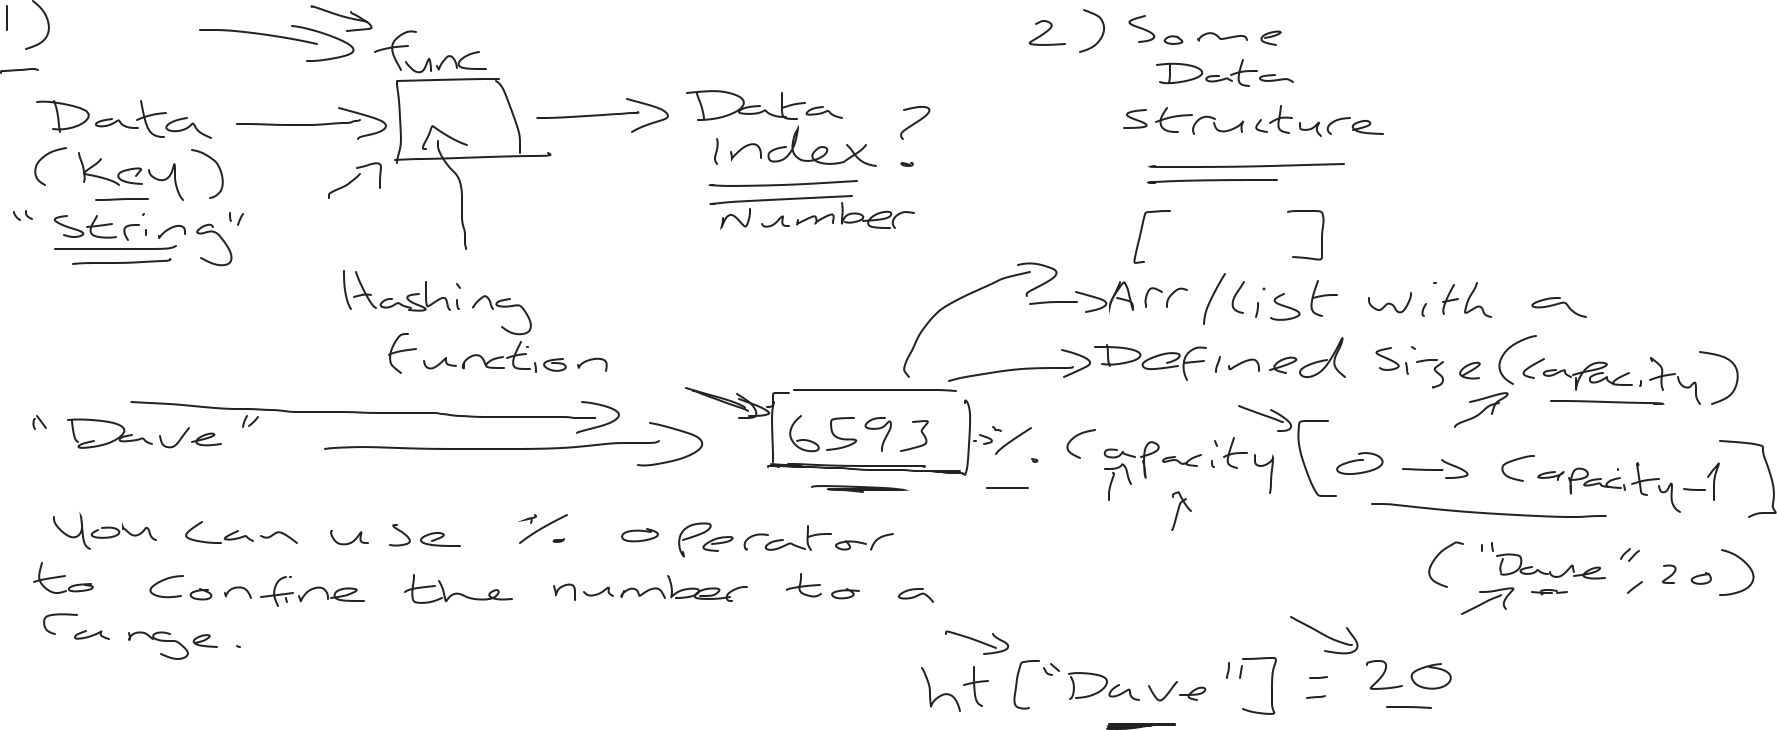 1)
func
Data
(Key)
"String"
Data
Index ?
Number
Hashing
Function
2) Some
Data
Structure
[ ]
Arr/List with a
Defined Size (Capacity)
"Dave"
6593 % Capacity [0 → Capacity-1]
You can use % operator
to confine the number to a
range.
("Dave", 20)
ht["Dave"] = 20